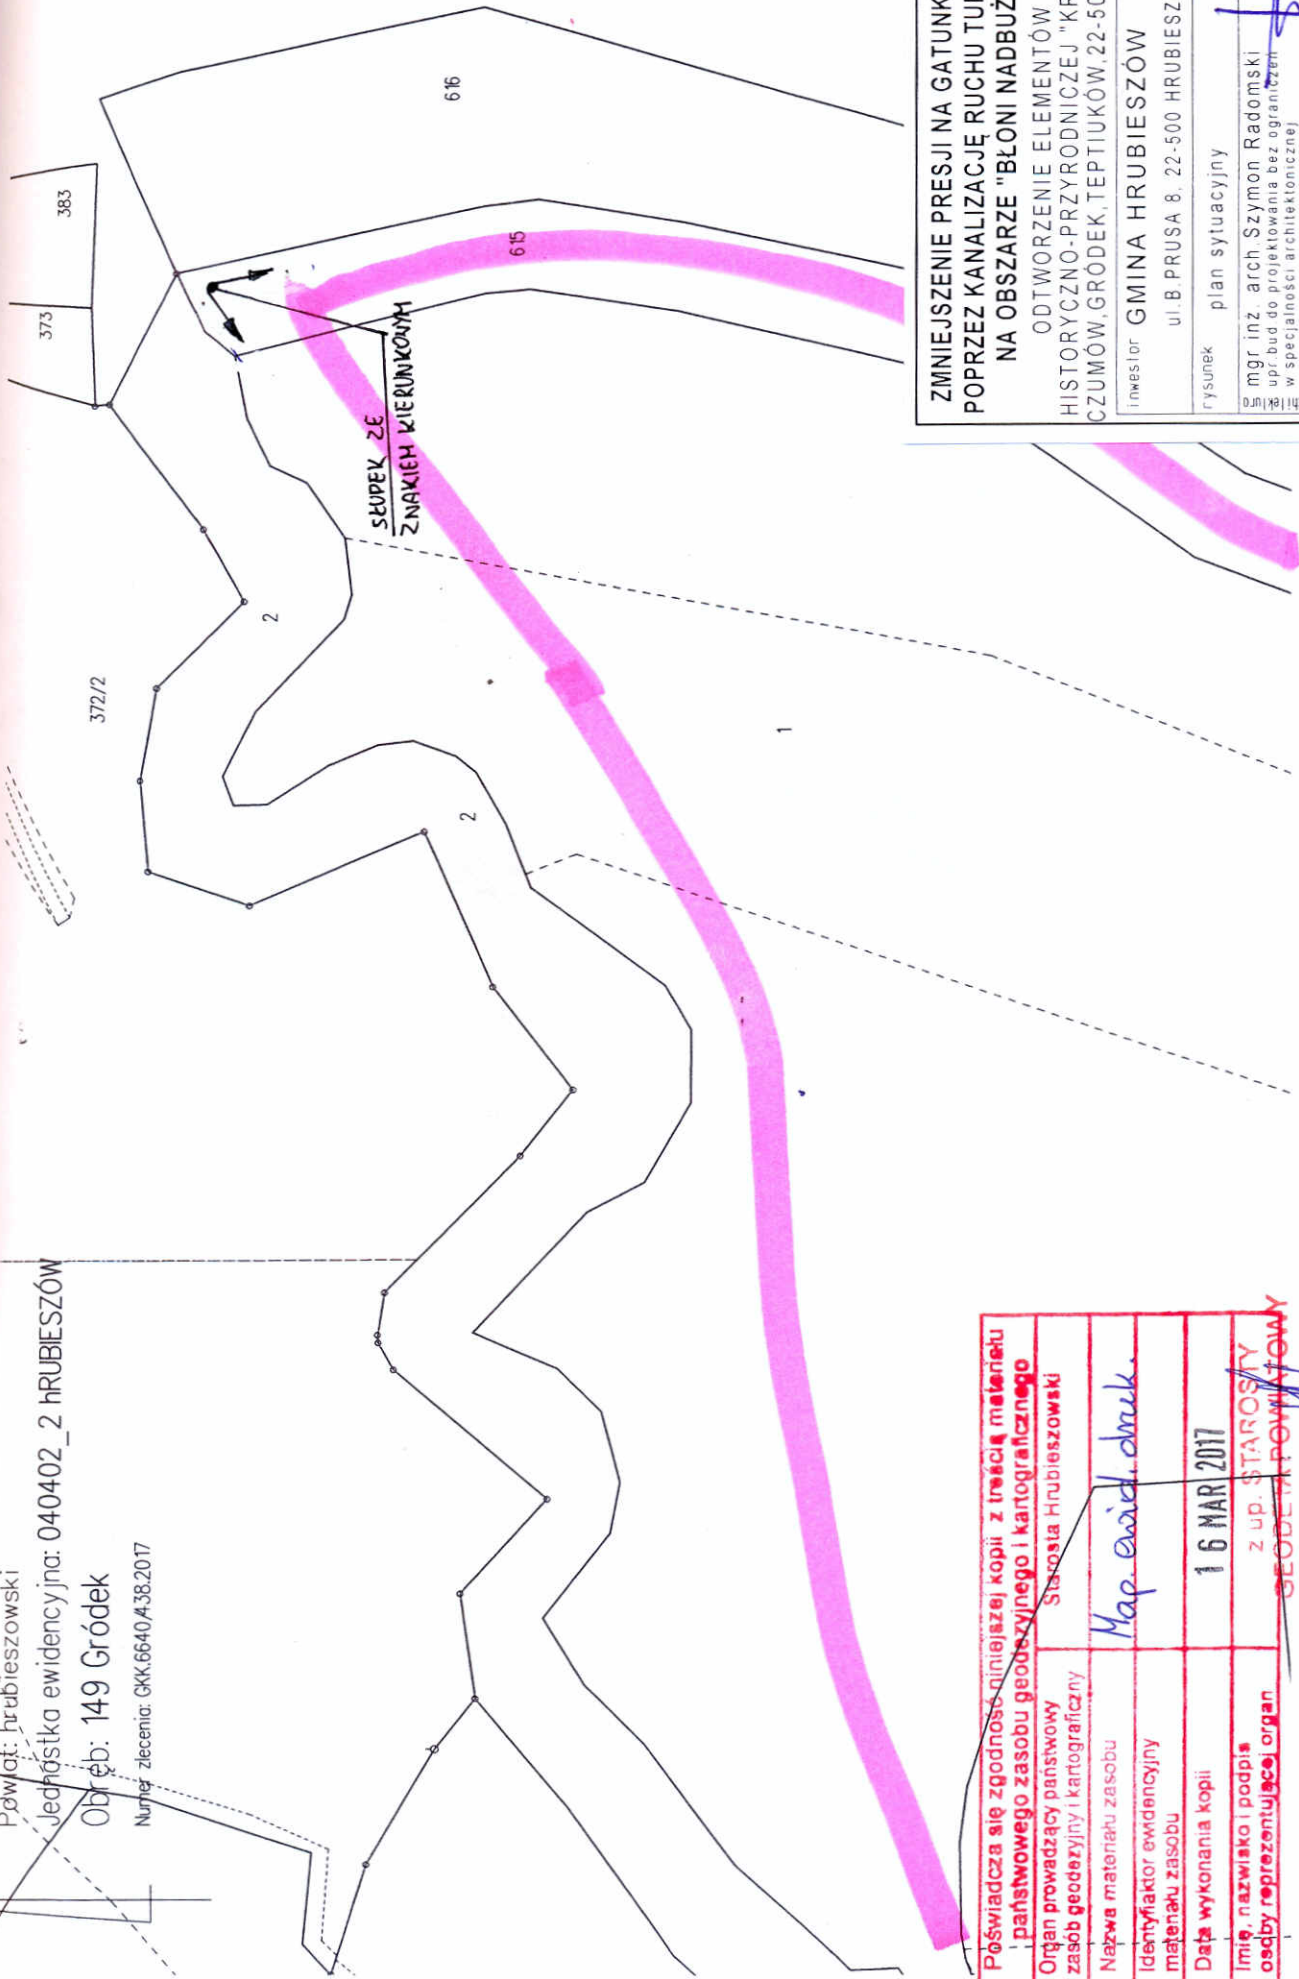 Powiat: hrubieszowski
Jednostka ewidencyjna: 040402_2 hRUBIESZÓW
Obręb: 149 Gródek
Numer zlecenia: GKK.6640.438.2017
372/2
373
383
2
2
616
615
1
SŁUPEK ZE
ZNAKIEM KIERUNKOWYM
Poświadcza się zgodność niniejszej kopii z treścią materiału
państwowego zasobu geodezyjnego i kartograficznego
Organ prowadzący państwowy
zasób geodezyjny i kartograficzny
Starosta Hrubieszowski
Nazwa materiału zasobu
Map. ewid. druk.
Identyfiaktor ewidencyjny
materiału zasobu
Data wykonania kopii
16 MAR 2017
Imię, nazwisko i podpis
osoby reprezentującej organ
z up. STAROSTY
GEODETA POWIATOWY
ZMNIEJSZENIE PRESJI NA GATUNK
POPRZEZ KANALIZACJĘ RUCHU TU
NA OBSZARZE "BŁONI NADBUŻ
ODTWORZENIE ELEMENTÓW
HISTORYCZNO-PRZYRODNICZEJ "KR
CZUMÓW,GRÓDEK,TEPTIUKÓW,22-50
inwestor GMINA HRUBIESZÓW
ul.B.PRUSA 8, 22-500 HRUBIESZ
rysunek plan sytuacyjny
mgr inż. arch. Szymon Radomski
upr. bud do projektowania bez ograniczeń
w specjalności architektonicznej